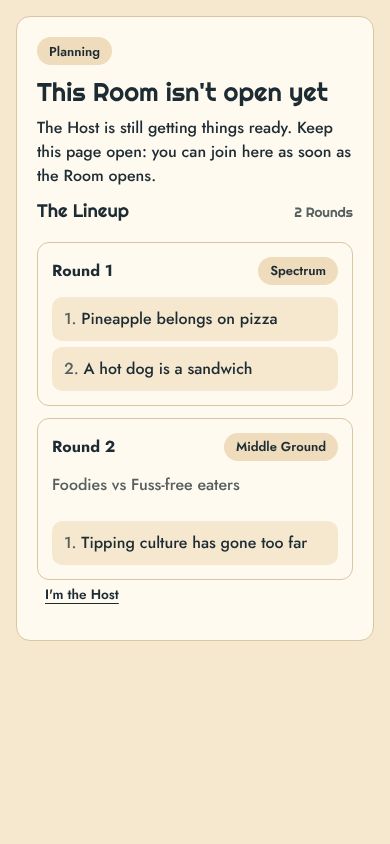 Planning
This Room isn't open yet
The Host is still getting things ready. Keep
this page open: you can join here as soon as
the Room opens.
The Lineup
2 Rounds
Round 1
Spectrum
1. Pineapple belongs on pizza
2. A hot dog is a sandwich
Round 2
Middle Ground
Foodies vs Fuss-free eaters
1. Tipping culture has gone too far
I'm the Host